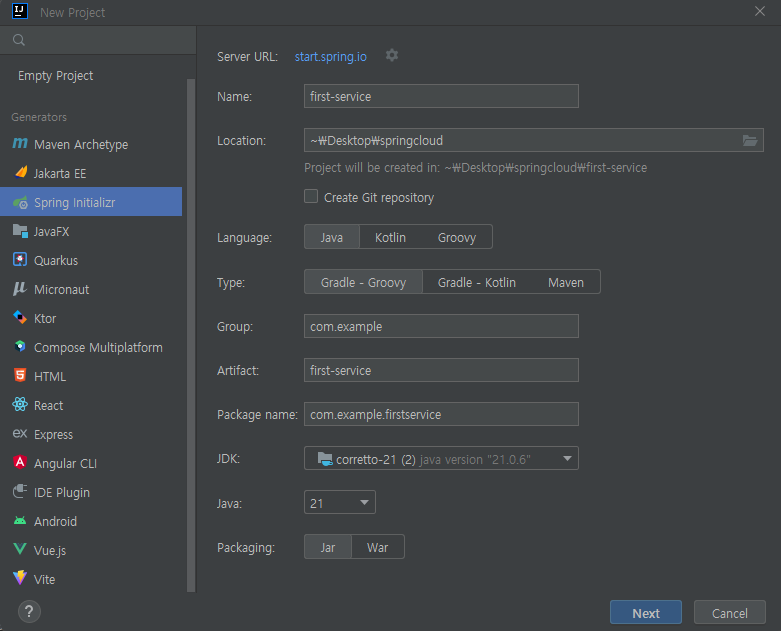 New Project
Empty Project
Generators
Maven Archetype
Jakarta EE
Spring Initializr
JavaFX
Quarkus
Micronaut
Ktor
Compose Multiplatform
HTML
React
Express
Angular CLI
IDE Plugin
Android
Vue.js
Vite
?
Server URL: start.spring.io
Name: first-service
Location: ~₩Desktop₩springcloud
Project will be created in: ~₩Desktop₩springcloud₩first-service
Create Git repository
Language: Java Kotlin Groovy
Type: Gradle - Groovy Gradle - Kotlin Maven
Group: com.example
Artifact: first-service
Package name: com.example.firstservice
JDK: corretto-21 (2) java version "21.0.6"
Java: 21
Packaging: Jar War
Next Cancel